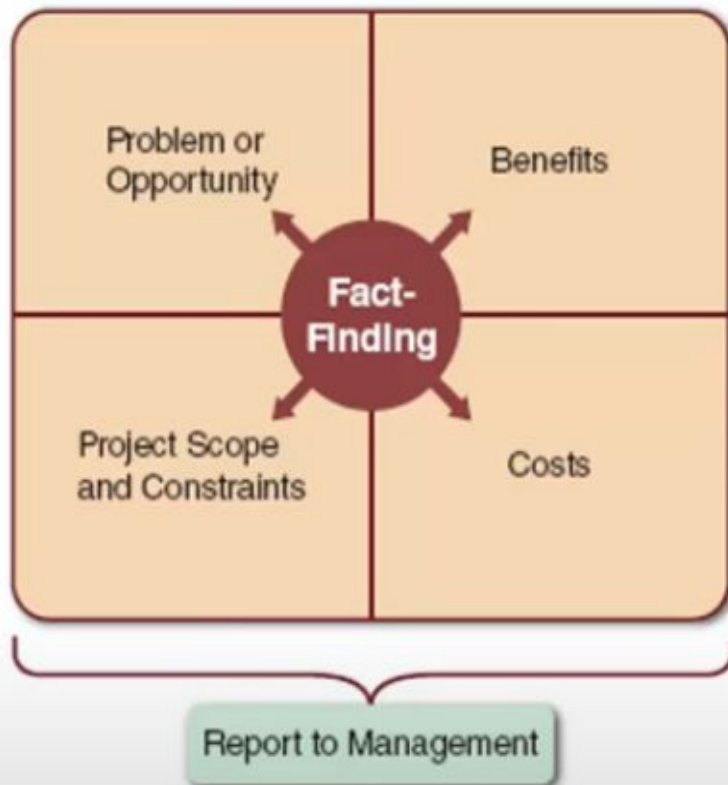 Problem or
Opportunity
Benefits
Fact-
Finding
Project Scope
and Constraints
Costs
Report to Management